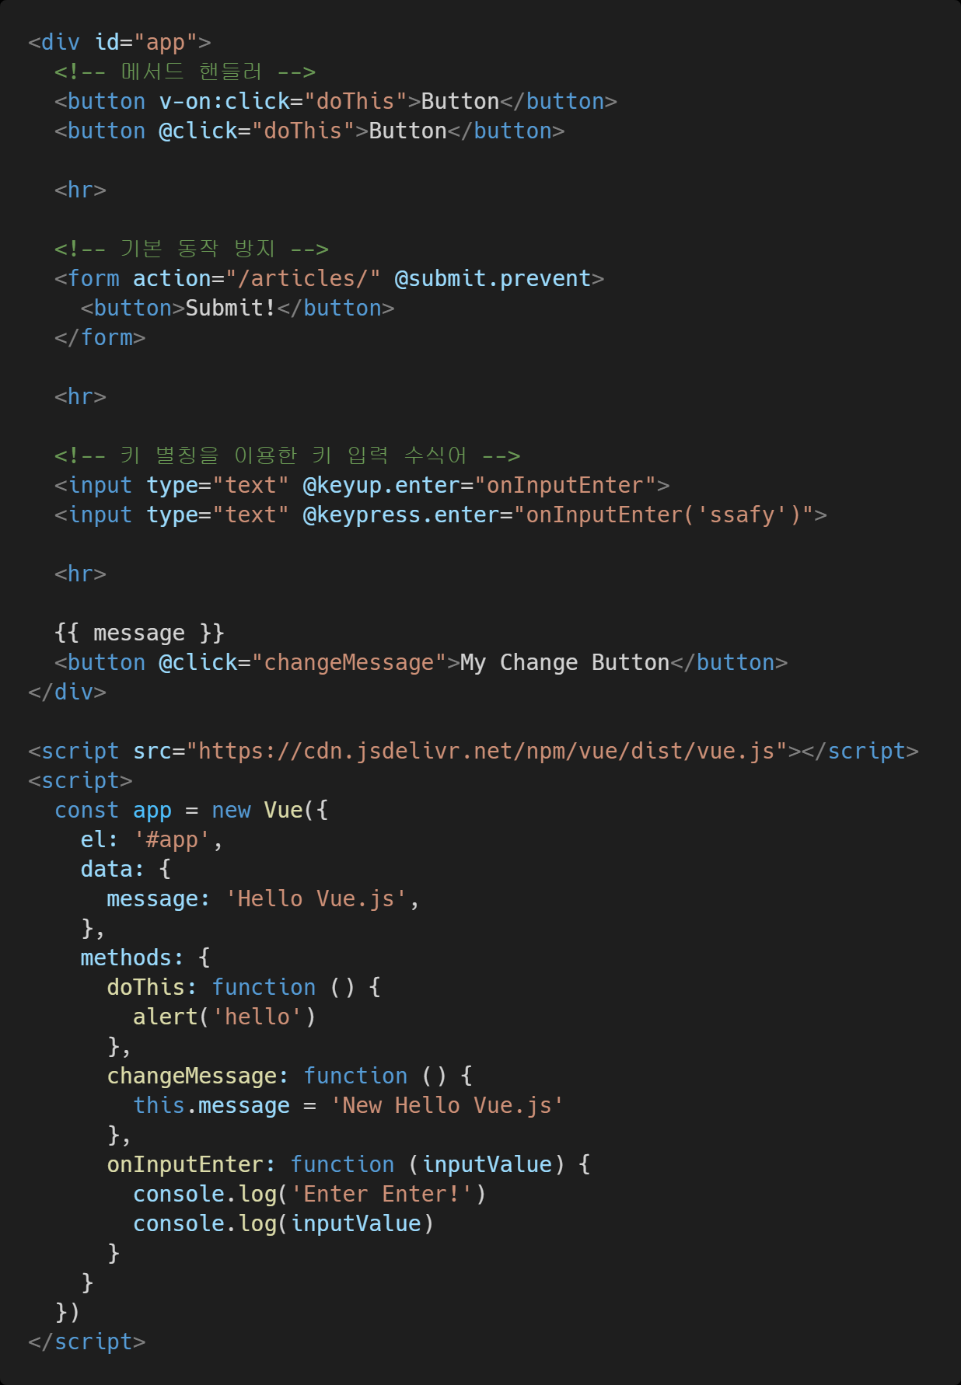 <div id="app">
  <!-- 메서드 핸들러 -->
  <button v-on:click="doThis">Button</button>
  <button @click="doThis">Button</button>

  <hr>

  <!-- 기본 동작 방지 -->
  <form action="/articles/" @submit.prevent>
    <button>Submit!</button>
  </form>

  <hr>

  <!-- 키 별칭을 이용한 키 입력 수식어 -->
  <input type="text" @keyup.enter="onInputEnter">
  <input type="text" @keypress.enter="onInputEnter('ssafy')">

  <hr>

  {{ message }}
  <button @click="changeMessage">My Change Button</button>
</div>

<script src="https://cdn.jsdelivr.net/npm/vue/dist/vue.js"></script>
<script>
  const app = new Vue({
    el: '#app',
    data: {
      message: 'Hello Vue.js',
    },
    methods: {
      doThis: function () {
        alert('hello')
      },
      changeMessage: function () {
        this.message = 'New Hello Vue.js'
      },
      onInputEnter: function (inputValue) {
        console.log('Enter Enter!')
        console.log(inputValue)
      }
    }
  })
</script>